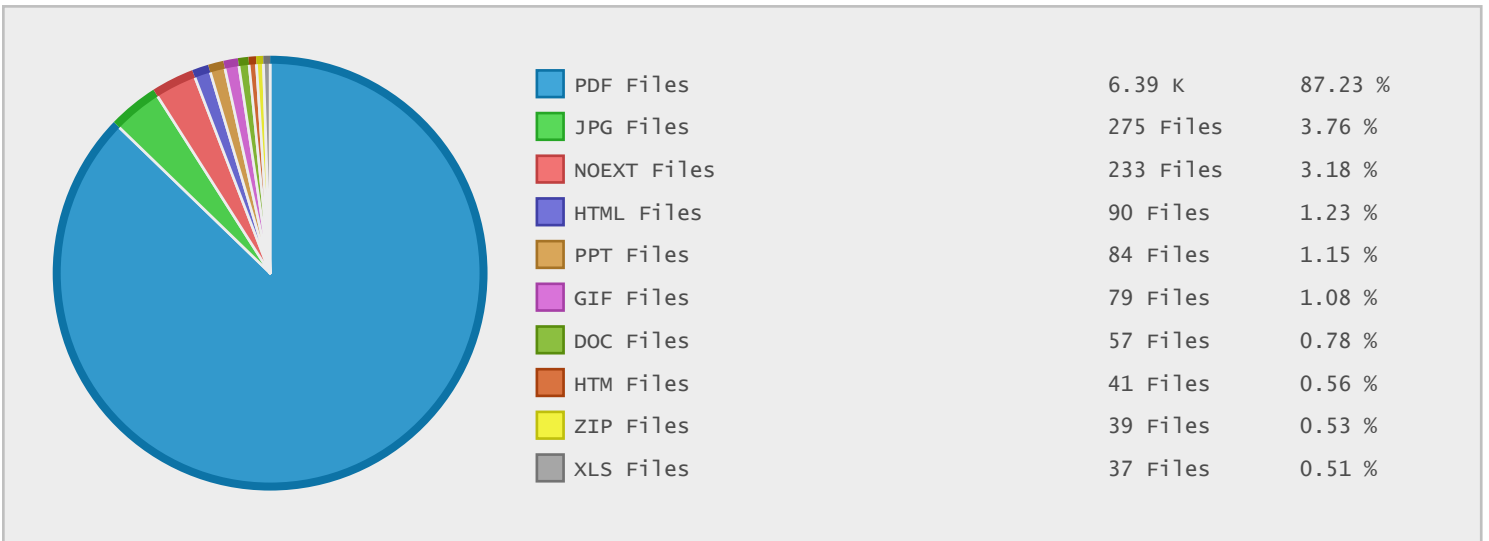 PDF Files 6.39 K 87.23 %
JPG Files 275 Files 3.76 %
NOEXT Files 233 Files 3.18 %
HTML Files 90 Files 1.23 %
PPT Files 84 Files 1.15 %
GIF Files 79 Files 1.08 %
DOC Files 57 Files 0.78 %
HTM Files 41 Files 0.56 %
ZIP Files 39 Files 0.53 %
XLS Files 37 Files 0.51 %